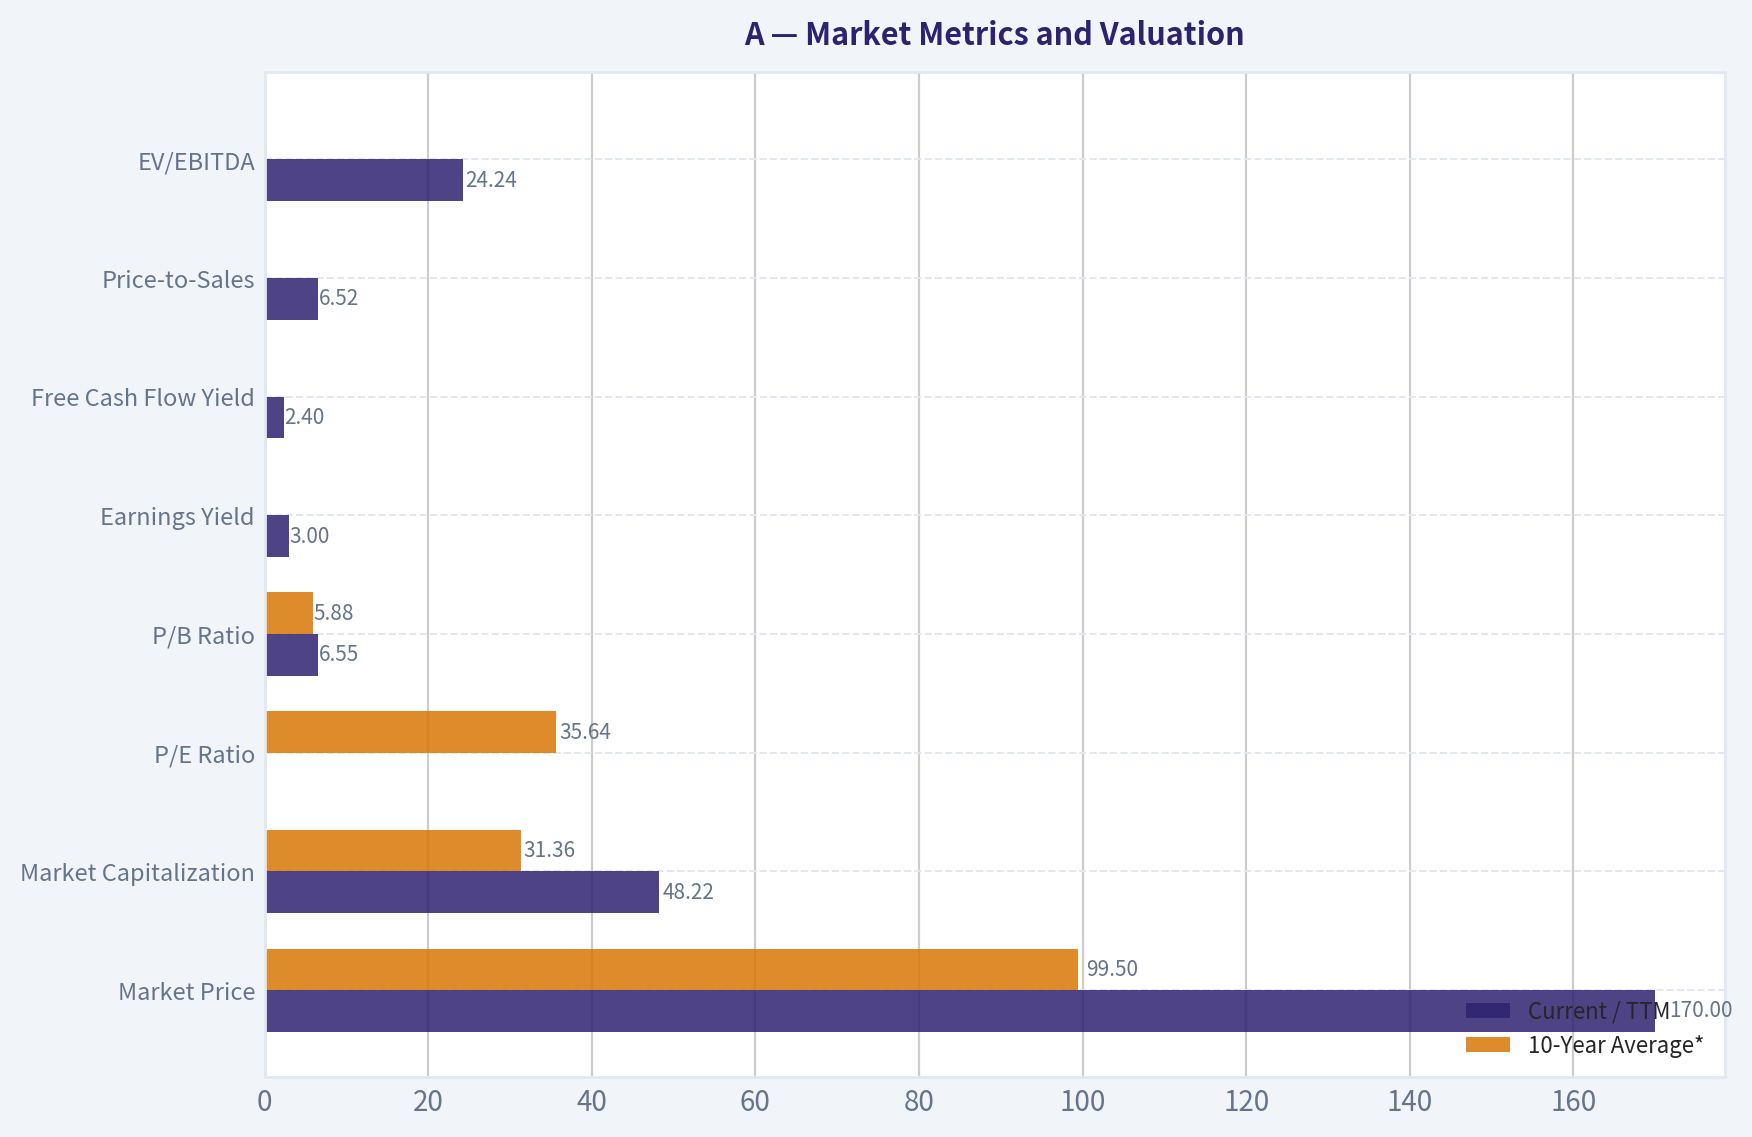 A — Market Metrics and Valuation
EV/EBITDA
24.24
Price-to-Sales
6.52
Free Cash Flow Yield
2.40
Earnings Yield
3.00
5.88
P/B Ratio
6.55
35.64
P/E Ratio
31.36
Market Capitalization
48.22
99.50
Market Price
170.00
Current / TTM
10-Year Average*
0 20 40 60 80 100 120 140 160